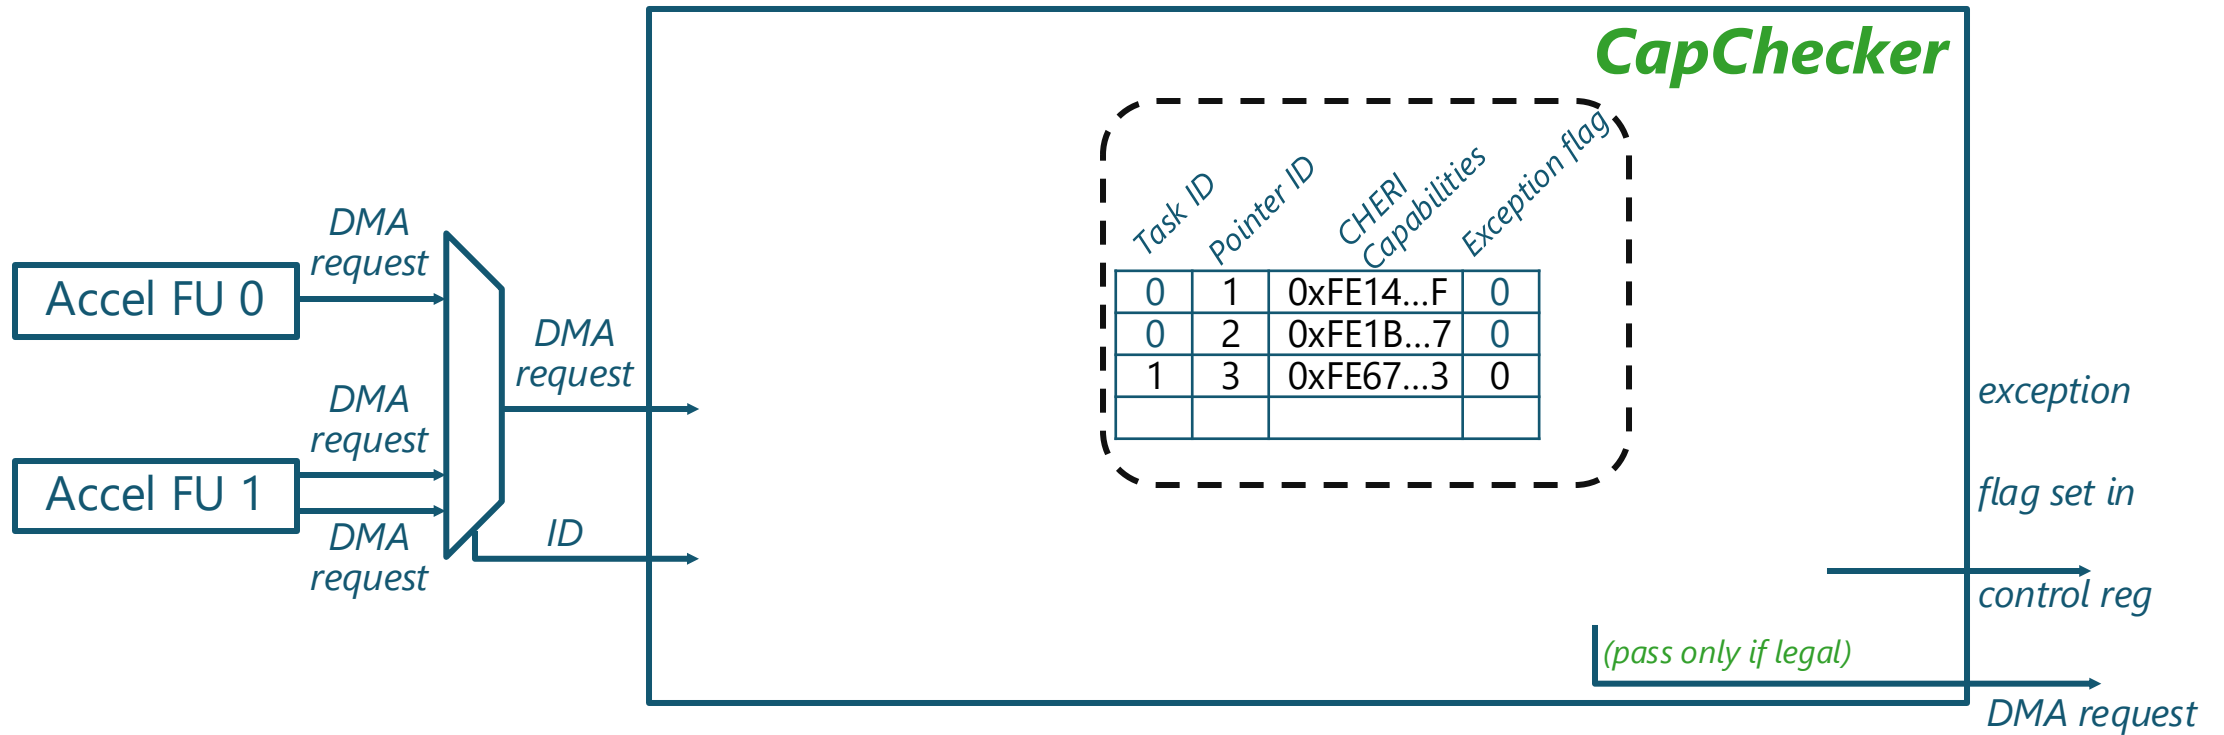 CapChecker
Task ID
Pointer ID
CHERI
Capabilities
Exception flag
0 1 0xFE14...F 0
0 2 0xFE1B...7 0
1 3 0xFE67...3 0
DMA
request
Accel FU 0
DMA
request
Accel FU 1
DMA
request
DMA
request
ID
exception
flag set in
control reg
(pass only if legal)
DMA request